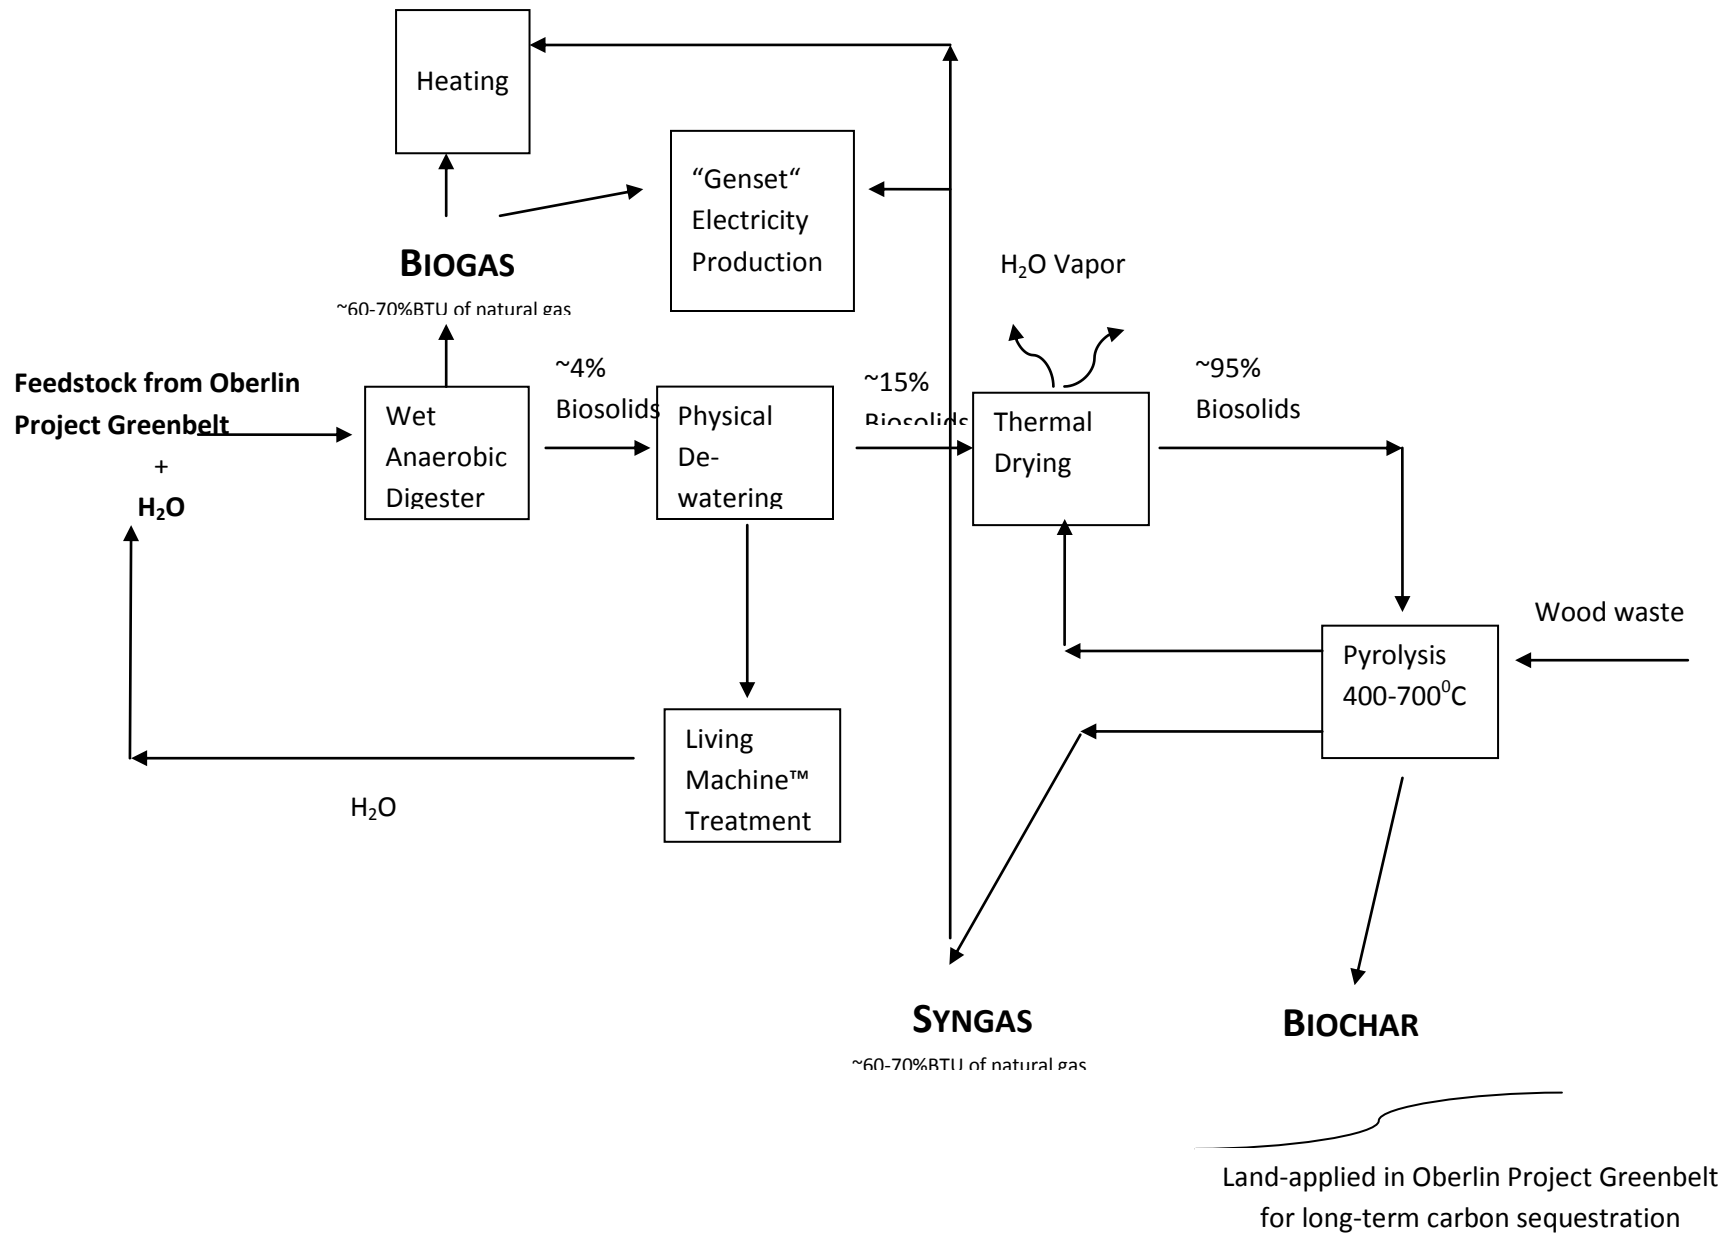 Heating
“Genset“
Electricity
Production
BIOGAS
~60-70%BTU of natural gas
H₂O Vapor
Feedstock from Oberlin
Project Greenbelt
+
H₂O
Wet
Anaerobic
Digester
~4%
Biosolids
Physical
De-
watering
~15%
Biosolids
Thermal
Drying
~95%
Biosolids
Wood waste
Pyrolysis
400-700⁰C
Living
Machine™
Treatment
H₂O
SYNGAS
~60-70%BTU of natural gas
BIOCHAR
Land-applied in Oberlin Project Greenbelt
for long-term carbon sequestration